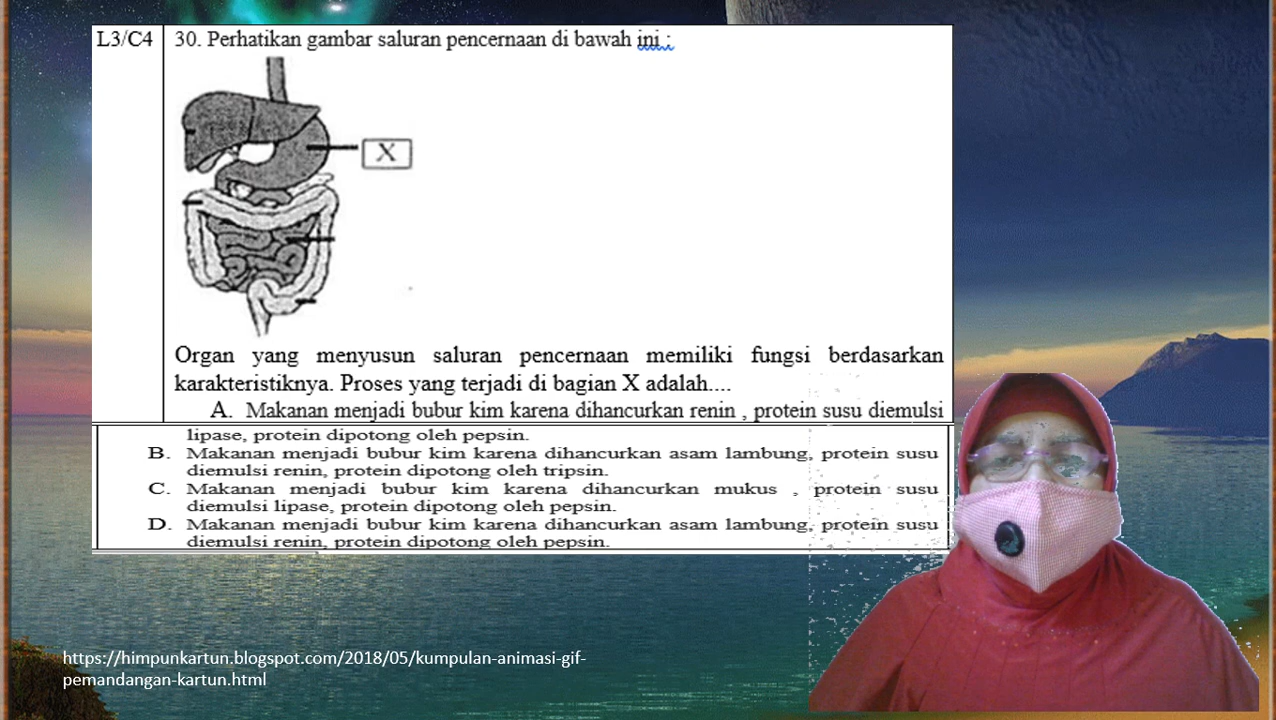 L3/C4
30. Perhatikan gambar saluran pencernaan di bawah ini :
X
Organ yang menyusun saluran pencernaan memiliki fungsi berdasarkan
karakteristiknya. Proses yang terjadi di bagian X adalah....
A. Makanan menjadi bubur kim karena dihancurkan renin , protein susu diemulsi
lipase, protein dipotong oleh pepsin.
B. Makanan menjadi bubur kim karena dihancurkan asam lambung, protein susu
diemulsi renin, protein dipotong oleh tripsin.
C. Makanan menjadi bubur kim karena dihancurkan mukus , protein susu
diemulsi lipase, protein dipotong oleh pepsin.
D. Makanan menjadi bubur kim karena dihancurkan asam lambung, protein susu
diemulsi renin, protein dipotong oleh pepsin.
https://himpunkartun.blogspot.com/2018/05/kumpulan-animasi-gif-
pemandangan-kartun.html